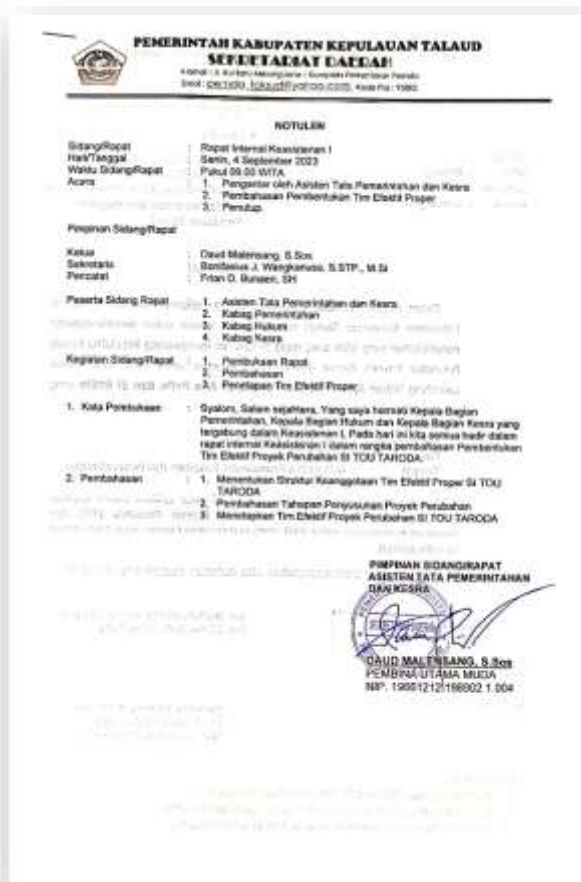 PEMERINTAH KABUPATEN KEPULAUAN TALAUD
SEKRETARIAT DAERAH
NOTULEN
Sidang/Rapat : Rapat Internal Keasistenan I
Hari/Tanggal : Senin, 4 September 2023
Waktu Sidang/Rapat : Pukul 09.00 WITA
Acara : 1. Pengantar oleh Asisten Tata Pemerintahan dan Kesra
2. Pembahasan Pembentukan Tim Efektif Proper
3. Penutup
Pimpinan Sidang/Rapat
Ketua : Daud Malensang, S.Sos
Sekretaris : Bonifasius J. Wangkanusa, S.STP., M.Si
Pencatat : Frian D. Bunaen, SH
Peserta Sidang Rapat : 1. Asisten Tata Pemerintahan dan Kesra
2. Kabag Pemerintahan
3. Kabag Hukum
4. Kabag Kesra
Kegiatan Sidang/Rapat : 1. Pembukaan Rapat
2. Pembahasan
3. Penetapan Tim Efektif Proper
1. Kata Pembukaan : Syalom, Salam sejahtera, Yang saya hormati Kepala Bagian
Pemerintahan, Kepala Bagian Hukum dan Kepala Bagian Kesra yang
tergabung dalam Keasistenan I, Pada hari ini kita semua hadir dalam
rapat internal Keasistenan I dalam rangka pembahasan Pembentukan
Tim Efektif Proyek Perubahan SI TOU TARODA.
2. Pembahasan : 1. Menentukan Struktur Keanggotaan Tim Efektif Proper SI TOU
TARODA
2. Pembahasan Tahapan Penyusunan Proyek Perubahan
3. Menetapkan Tim Efektif Proyek Perubahan SI TOU TARODA
PIMPINAN SIDANG/RAPAT
ASISTEN TATA PEMERINTAHAN
DAN KESRA
DAUD MALENSANG, S.Sos
PEMBINA UTAMA MUDA
NIP.